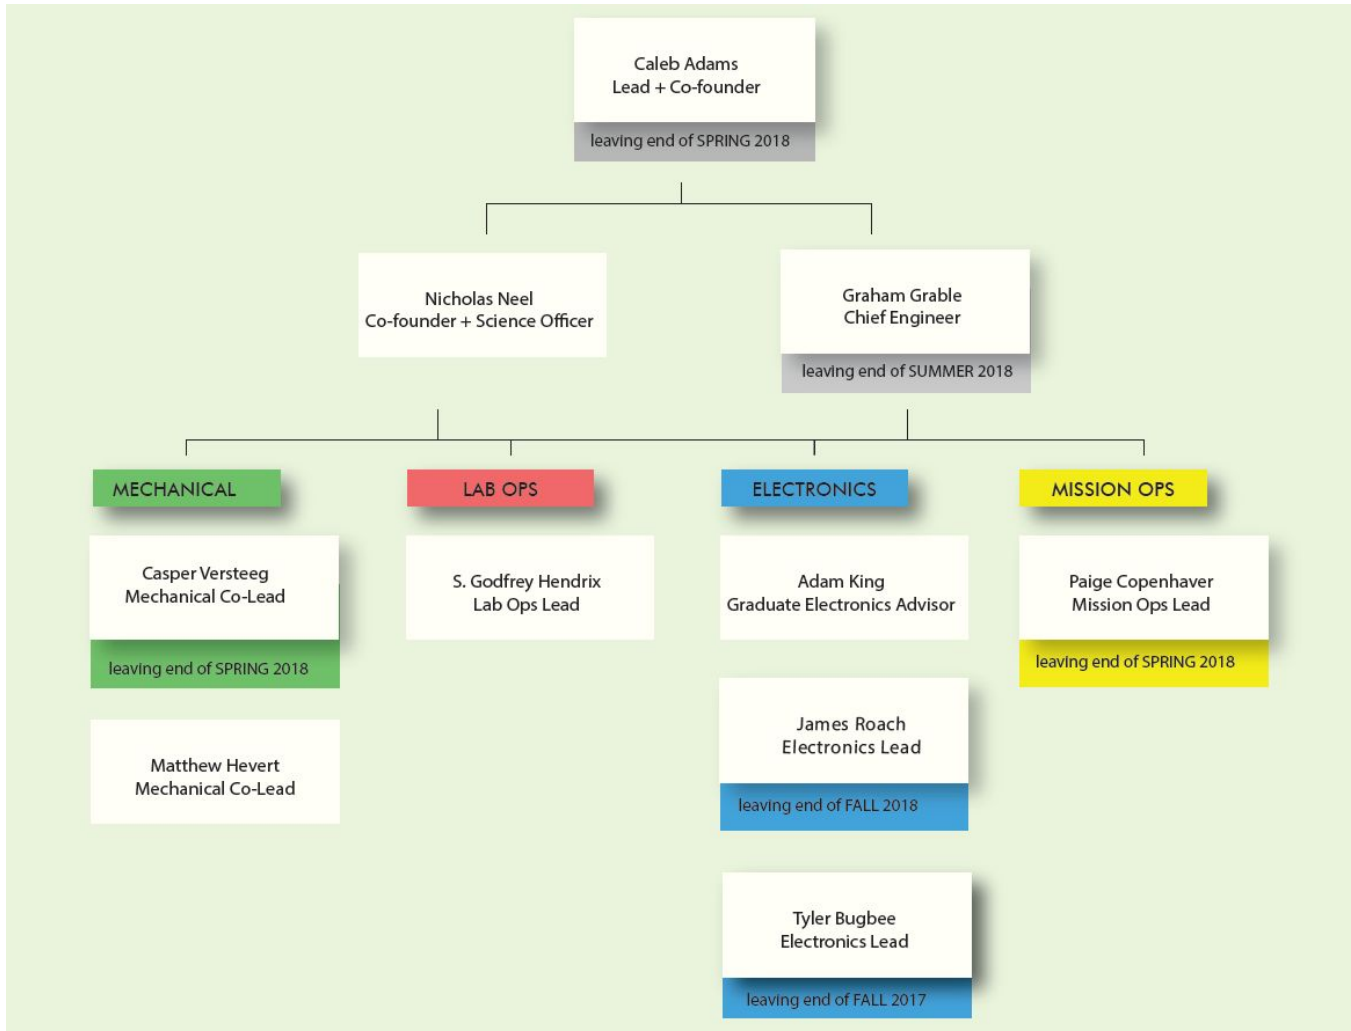 Caleb Adams
Lead + Co-founder
leaving end of SPRING 2018
Nicholas Neel
Co-founder + Science Officer
Graham Grable
Chief Engineer
leaving end of SUMMER 2018
MECHANICAL
Casper Versteeg
Mechanical Co-Lead
leaving end of SPRING 2018
Matthew Hevert
Mechanical Co-Lead
LAB OPS
S. Godfrey Hendrix
Lab Ops Lead
ELECTRONICS
Adam King
Graduate Electronics Advisor
James Roach
Electronics Lead
leaving end of FALL 2018
Tyler Bugbee
Electronics Lead
leaving end of FALL 2017
MISSION OPS
Paige Copenhaver
Mission Ops Lead
leaving end of SPRING 2018